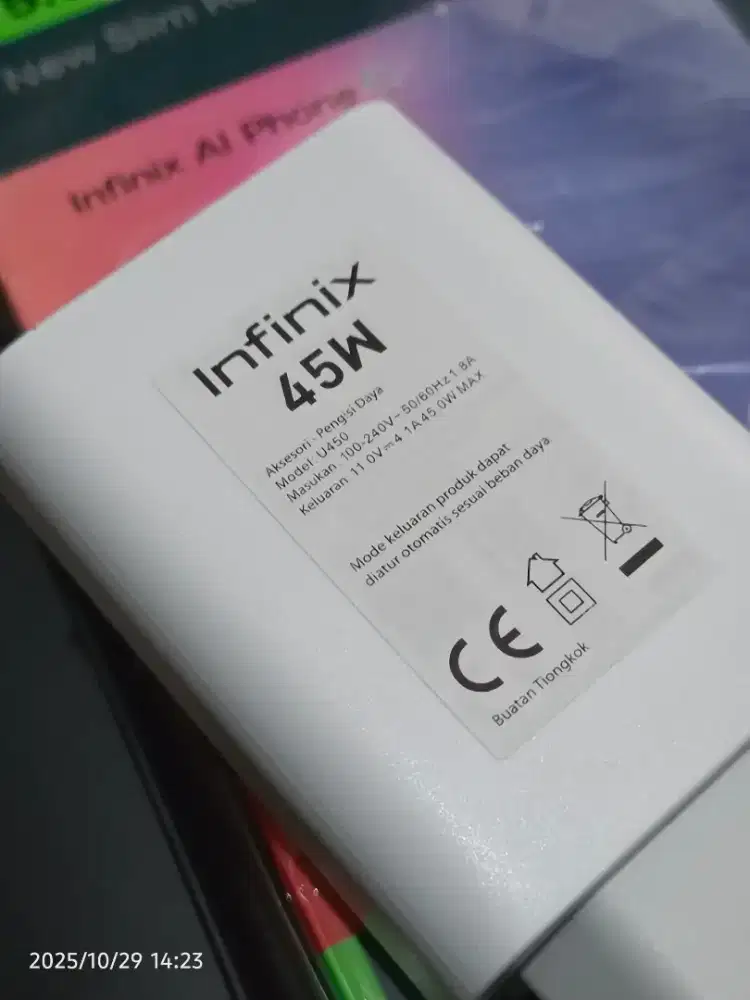 New Slim
Infinix AI Phone
Infinix
45W
Aksesori : Pengisi Daya
Model: U450
Masukan: 100-240V~50/60Hz 1.8A
Keluaran 11.0V⎓4.1A 45.0W MAX
Mode keluaran produk dapat
diatur otomatis sesuai beban daya.
CE
Buatan Tiongkok
2025/10/29 14:23